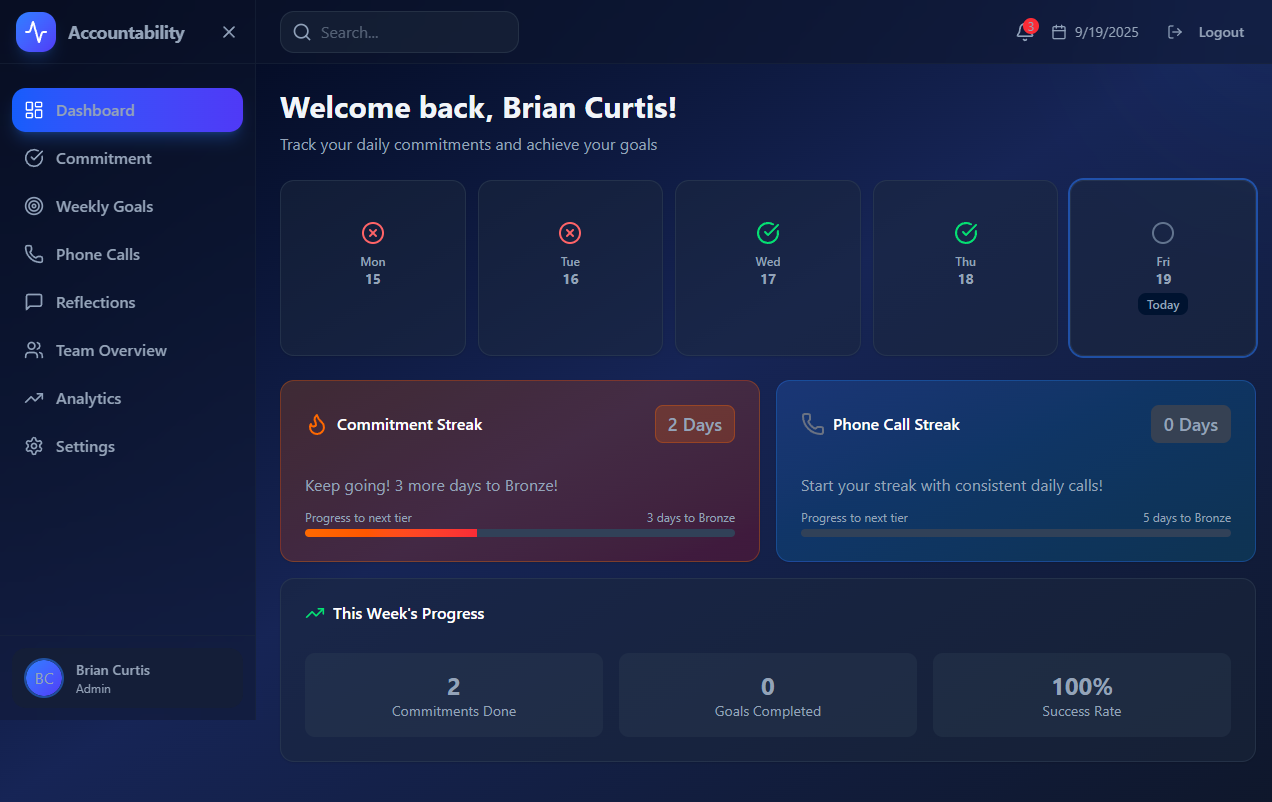 Accountability
Search...
3
9/19/2025
Logout
Dashboard
Commitment
Weekly Goals
Phone Calls
Reflections
Team Overview
Analytics
Settings
BC
Brian Curtis
Admin
Welcome back, Brian Curtis!
Track your daily commitments and achieve your goals
Mon
15
Tue
16
Wed
17
Thu
18
Fri
19
Today
Commitment Streak
2 Days
Keep going! 3 more days to Bronze!
Progress to next tier
3 days to Bronze
Phone Call Streak
0 Days
Start your streak with consistent daily calls!
Progress to next tier
5 days to Bronze
This Week's Progress
2
Commitments Done
0
Goals Completed
100%
Success Rate